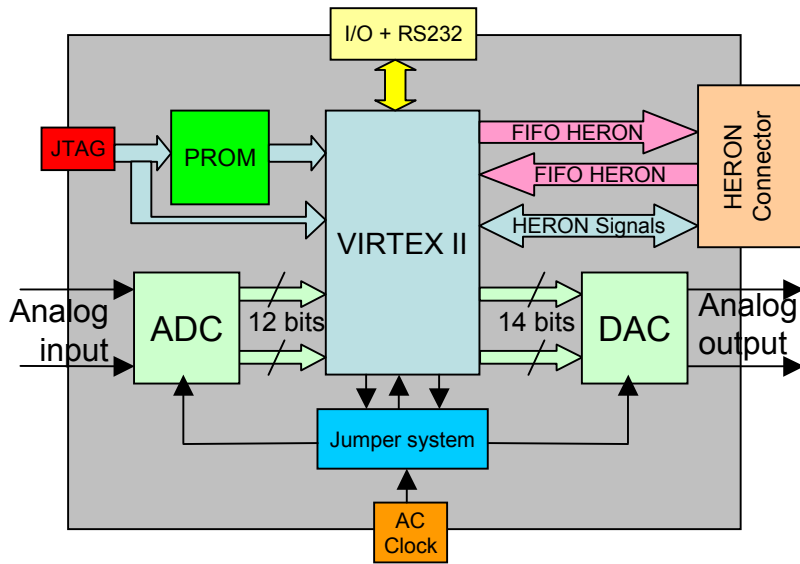 I/O + RS232
JTAG
PROM
VIRTEX II
FIFO HERON
FIFO HERON
HERON Signals
HERON
Connector
Analog
input
ADC
12 bits
14 bits
DAC
Analog
output
Jumper system
AC
Clock